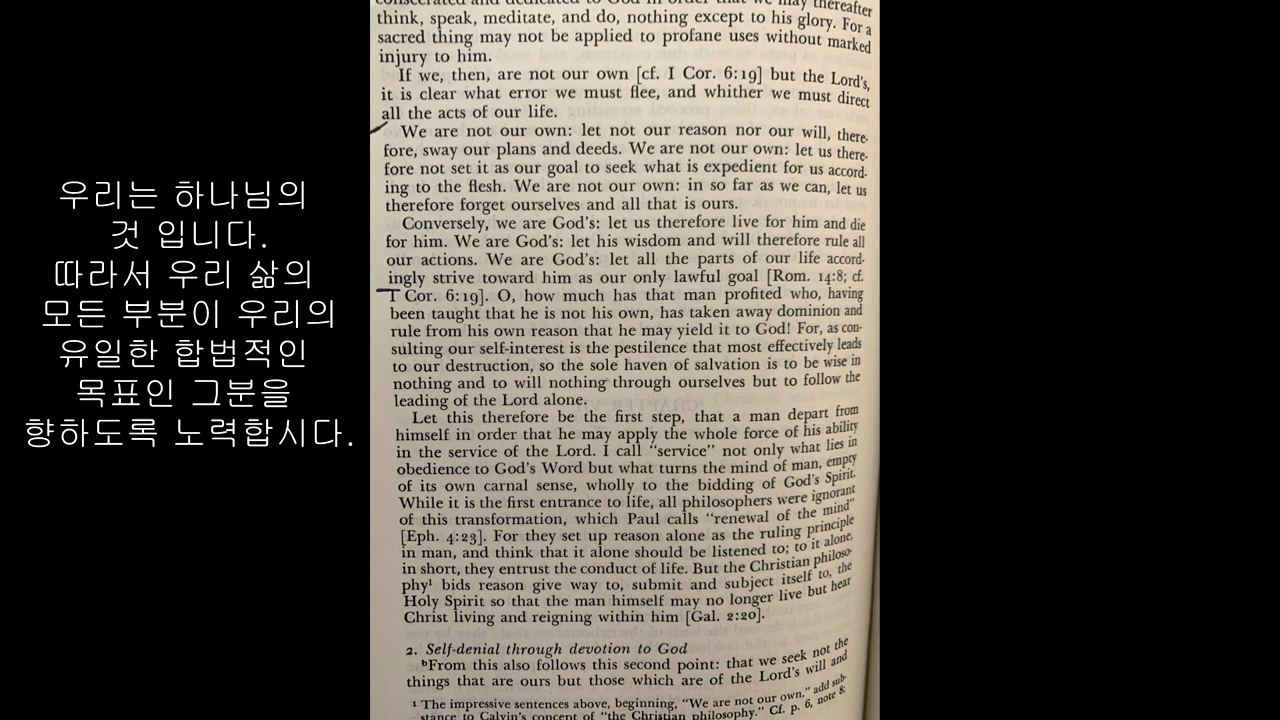 우리는 하나님의
것 입니다.
따라서 우리 삶의
모든 부분이 우리의
유일한 합법적인
목표인 그분을
향하도록 노력합시다.
consecrated and dedicated to God in order that we may thereafter
think, speak, meditate, and do, nothing except to his glory. For a
sacred thing may not be applied to profane uses without marked
injury to him.
If we, then, are not our own [cf. I Cor. 6:19] but the Lord's,
it is clear what error we must flee, and whither we must direct
all the acts of our life.
We are not our own: let not our reason nor our will, there-
fore, sway our plans and deeds. We are not our own: let us there-
fore not set it as our goal to seek what is expedient for us accord-
ing to the flesh. We are not our own: in so far as we can, let us
therefore forget ourselves and all that is ours.
Conversely, we are God's: let us therefore live for him and die
for him. We are God's: let his wisdom and will therefore rule all
our actions. We are God's: let all the parts of our life accord-
ingly strive toward him as our only lawful goal [Rom. 14:8; cf.
I Cor. 6:19]. O, how much has that man profited who, having
been taught that he is not his own, has taken away dominion and
rule from his own reason that he may yield it to God! For, as con-
sulting our self-interest is the pestilence that most effectively leads
to our destruction, so the sole haven of salvation is to be wise in
nothing and to will nothing through ourselves but to follow the
leading of the Lord alone.
Let this therefore be the first step, that a man depart from
himself in order that he may apply the whole force of his ability
in the service of the Lord. I call "service" not only what lies in
obedience to God's Word but what turns the mind of man, empty
of its own carnal sense, wholly to the bidding of God's Spirit.
While it is the first entrance to life, all philosophers were ignorant
of this transformation, which Paul calls "renewal of the mind"
[Eph. 4:23]. For they set up reason alone as the ruling principle
in man, and think that it alone should be listened to; to it alone,
in short, they entrust the conduct of life. But the Christian philoso-
phy¹ bids reason give way to, submit and subject itself to, the
Holy Spirit so that the man himself may no longer live but hear
Christ living and reigning within him [Gal. 2:20].
2. Self-denial through devotion to God
ᵇFrom this also follows this second point: that we seek not the
things that are ours but those which are of the Lord's will and
¹ The impressive sentences above, beginning, "We are not our own," add sub-
stance to Calvin's concept of "the Christian philosophy." Cf. p. 6, note 8;